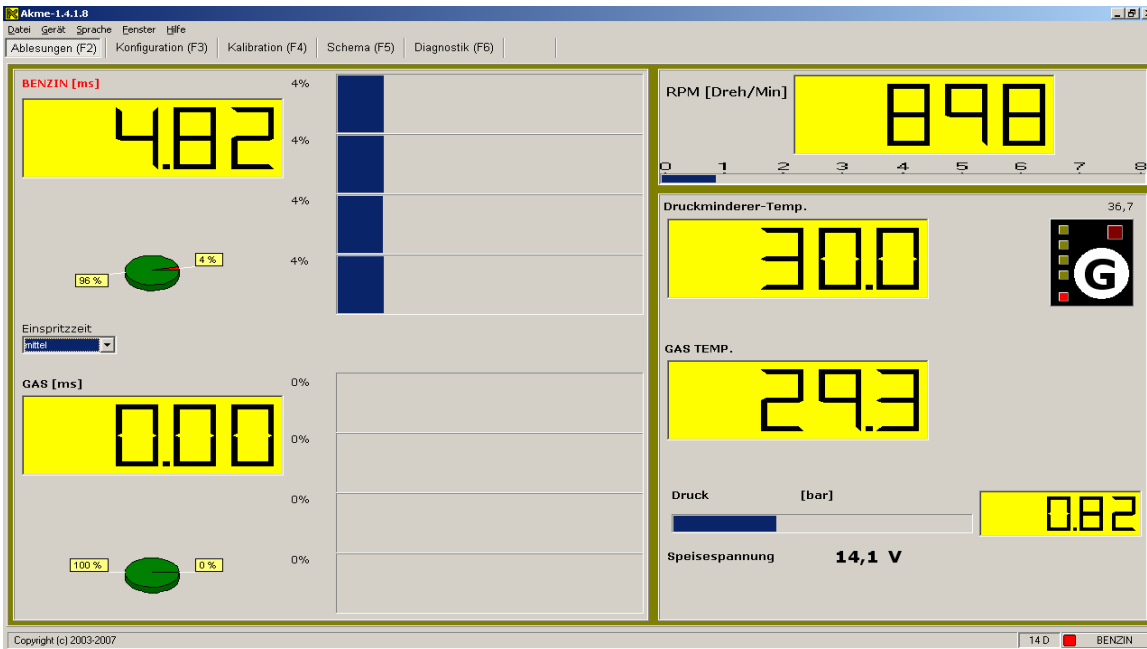 Akme-1.4.1.8
Datei Gerät Sprache Fenster Hilfe
Ablesungen (F2) Konfiguration (F3) Kalibration (F4) Schema (F5) Diagnostik (F6)
BENZIN [ms]
4.82
4%
4%
4%
4%
96 %
4 %
Einspritzzeit
mittel
GAS [ms]
0.00
0%
0%
0%
0%
100 %
0 %
RPM [Dreh/Min]
898
0 1 2 3 4 5 6 7 8
Druckminderer-Temp.
36,7
30.0
G
GAS TEMP.
29.3
Druck [bar]
0.82
Speisespannung 14,1 V
Copyright (c) 2003-2007
14 D
BENZIN